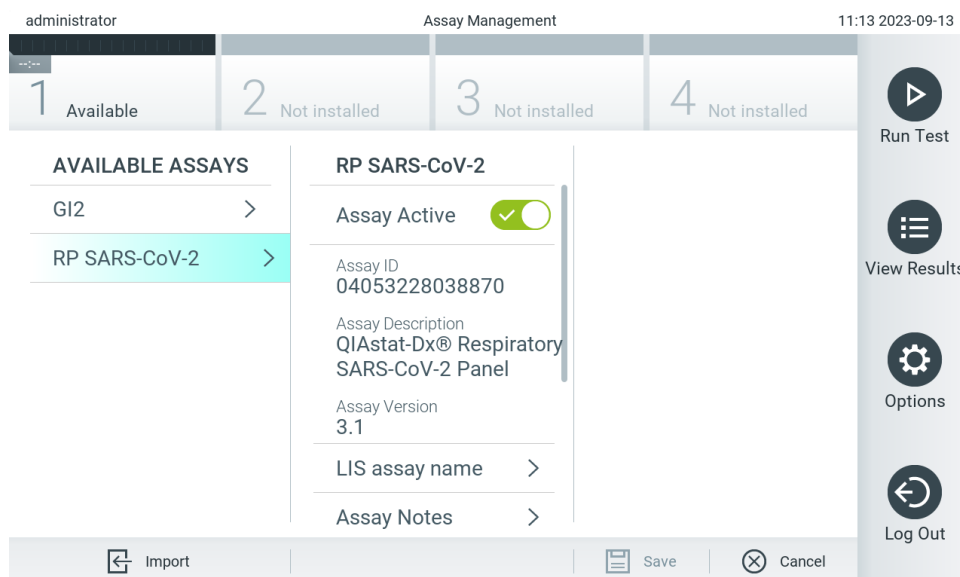 administrator
Assay Management
11:13 2023-09-13
--:--
1 Available
2 Not installed
3 Not installed
4 Not installed
Run Test
View Results
Options
Log Out
AVAILABLE ASSAYS
GI2
RP SARS-CoV-2
RP SARS-CoV-2
Assay Active
Assay ID
04053228038870
Assay Description
QIAstat-Dx® Respiratory
SARS-CoV-2 Panel
Assay Version
3.1
LIS assay name
Assay Notes
Import
Save
Cancel